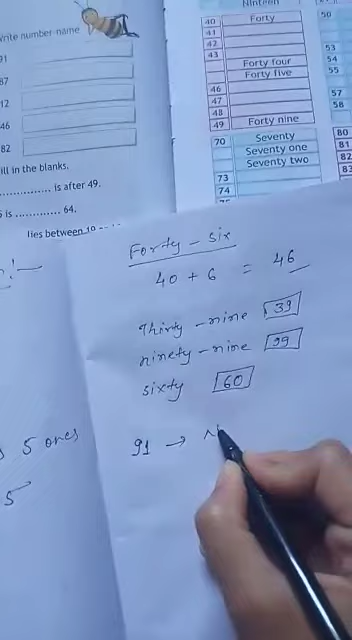 Write number-name
91
87
12
46
82
ill in the blanks.
............... is after 49.
is ............ 64.
lies between 10
Ninteen
40 Forty
41
42
43
Forty four
Forty five
46
47
48
49 Forty nine
70 Seventy
Seventy one
Seventy two
73
74
50
53
54
55
57
58
80
81
82
83
Forty - six
40 + 6 = 46
Thirty - nine 39
ninety - nine 99
sixty 60
91 → N
5 ones
5